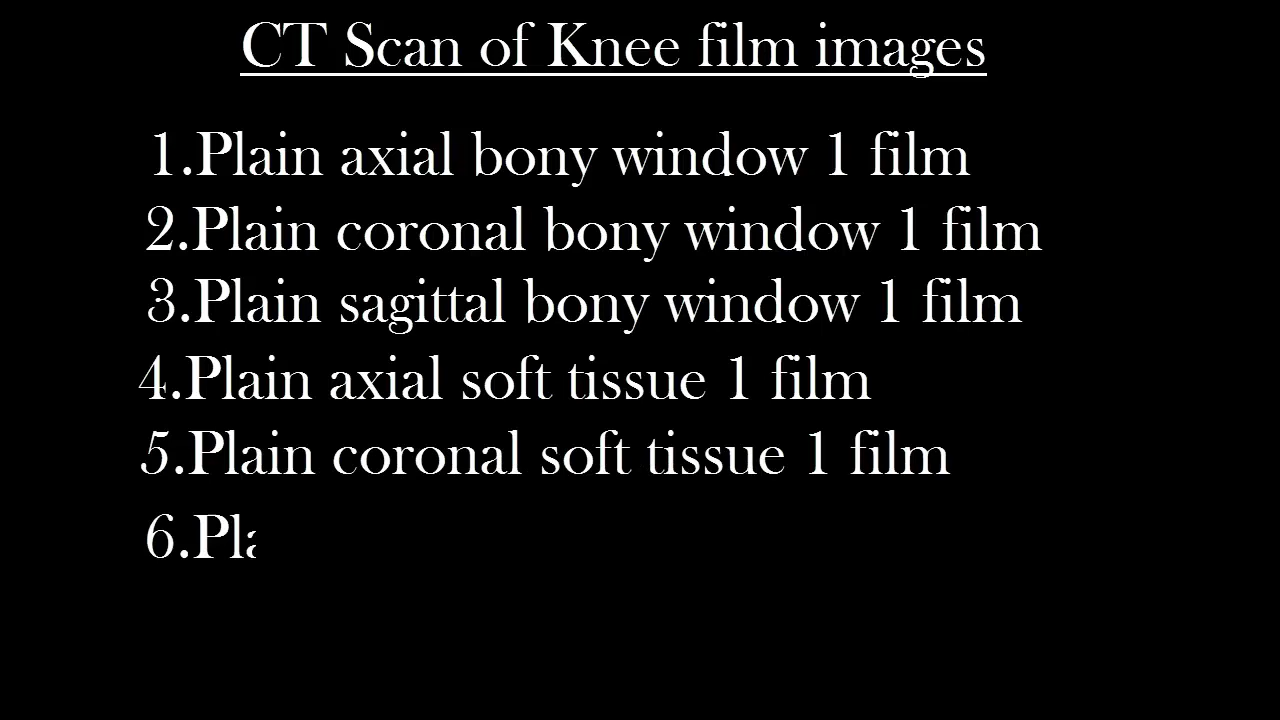 CT Scan of Knee film images
1.Plain axial bony window 1 film
2.Plain coronal bony window 1 film
3.Plain sagittal bony window 1 film
4.Plain axial soft tissue 1 film
5.Plain coronal soft tissue 1 film
6.Pla